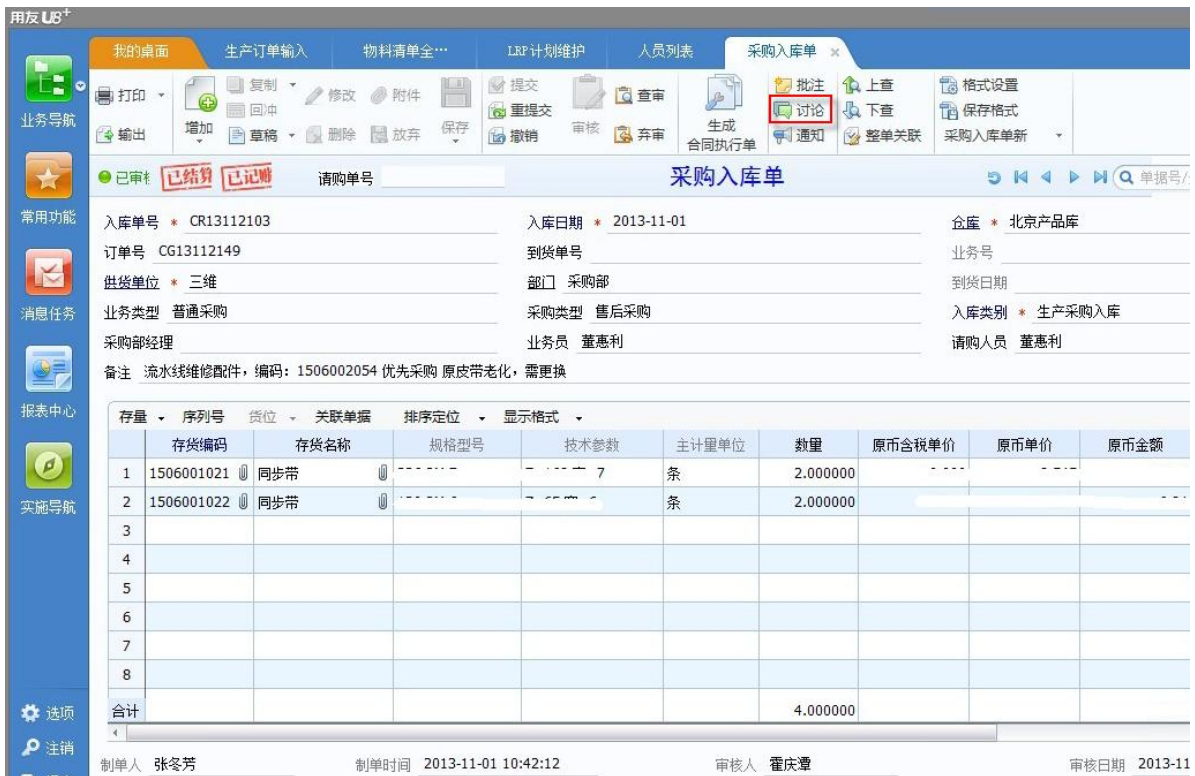 用友 U8+
我的桌面 生产订单输入 物料清单全… LRP计划维护 人员列表 采购入库单 ×
业务导航
常用功能
消息任务
报表中心
实施导航
选项
注销
打印 复制 修改 附件 提交 查审 批注 上查 格式设置
回冲 重提交 讨论 下查 保存格式
输出 增加 草稿 删除 放弃 保存 撤销 审核 弃审 生成 合同执行单 通知 整单关联 采购入库单新
已审 已结算 已记账 请购单号 采购入库单 单据号/
入库单号 * CR13112103 入库日期 * 2013-11-01 仓库 * 北京产品库
订单号 CG13112149 到货单号 业务号
供货单位 * 三维 部门 采购部 到货日期
业务类型 普通采购 采购类型 售后采购 入库类别 * 生产采购入库
采购部经理 业务员 董惠利 请购人员 董惠利
备注 流水线维修配件，编码：1506002054 优先采购 原皮带老化，需更换
存量 序列号 货位 关联单据 排序定位 显示格式
存货编码 存货名称 规格型号 技术参数 主计量单位 数量 原币含税单价 原币单价 原币金额
1 1506001021 同步带 条 2.000000
2 1506001022 同步带 条 2.000000
3
4
5
6
7
8
合计 4.000000
制单人 张冬芳 制单时间 2013-11-01 10:42:12 审核人 霍庆潭 审核日期 2013-11